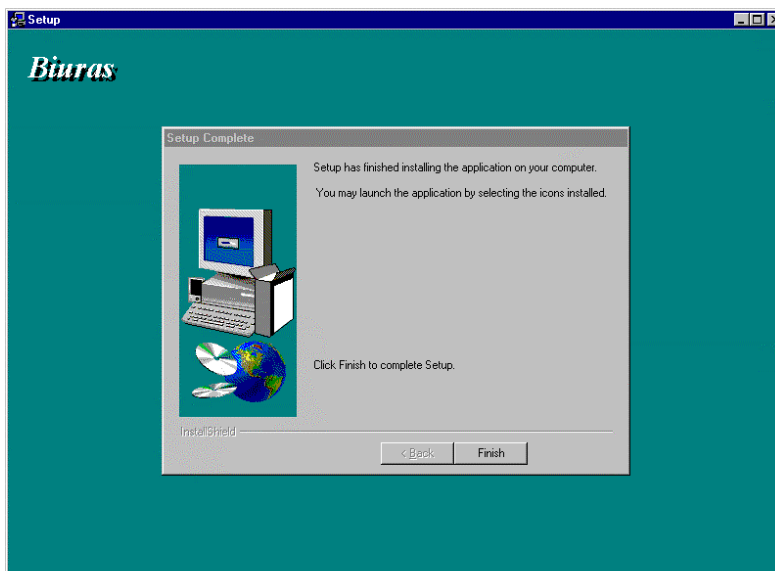 Setup
Biuras
Setup Complete
Setup has finished installing the application on your computer.
You may launch the application by selecting the icons installed.
Click Finish to complete Setup.
InstallShield
< Back
Finish